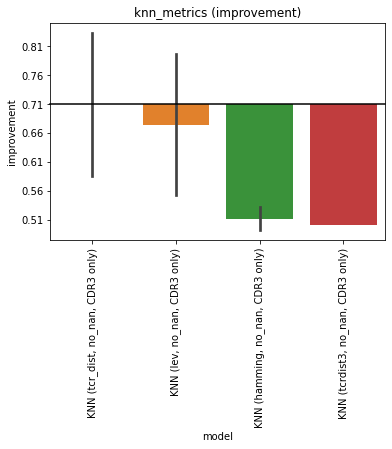 knn_metrics (improvement)
improvement
0.81
0.76
0.71
0.66
0.61
0.56
0.51
KNN (tcr_dist, no_nan, CDR3 only)
KNN (lev, no_nan, CDR3 only)
KNN (hamming, no_nan, CDR3 only)
KNN (tcrdist3, no_nan, CDR3 only)
model